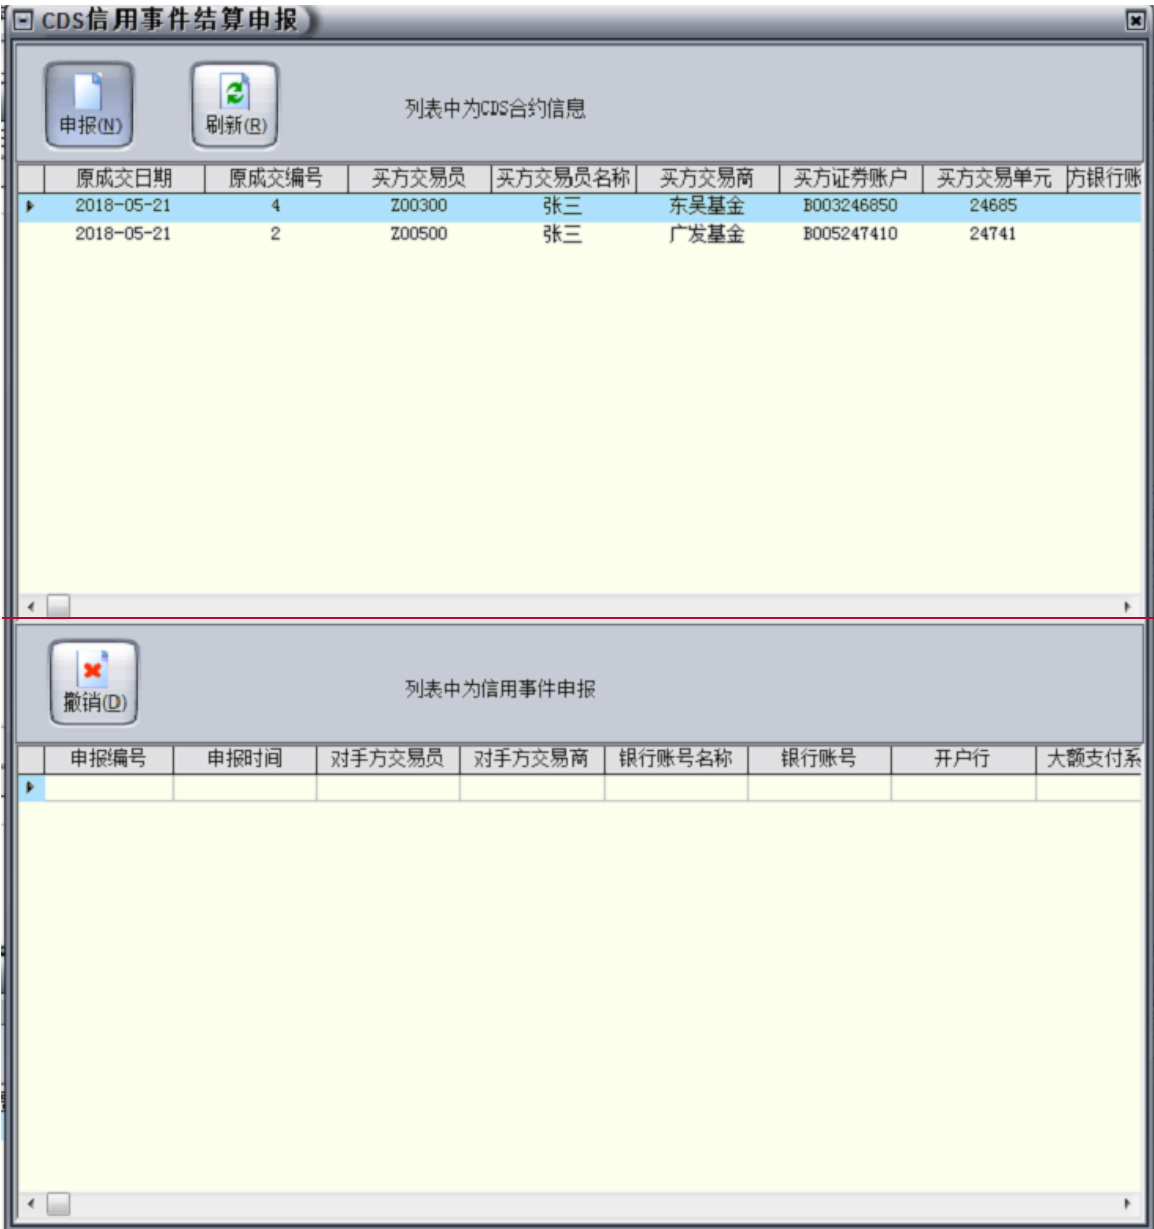 CDS信用事件结算申报
申报(N) 刷新(R) 列表中为CDS合约信息
原成交日期 原成交编号 买方交易员 买方交易员名称 买方交易商 买方证券账户 买方交易单元 方银行账
2018-05-21 4 Z00300 张三 东吴基金 B003246850 24685
2018-05-21 2 Z00500 张三 广发基金 B005247410 24741
撤销(D) 列表中为信用事件申报
申报编号 申报时间 对手方交易员 对手方交易商 银行账号名称 银行账号 开户行 大额支付系